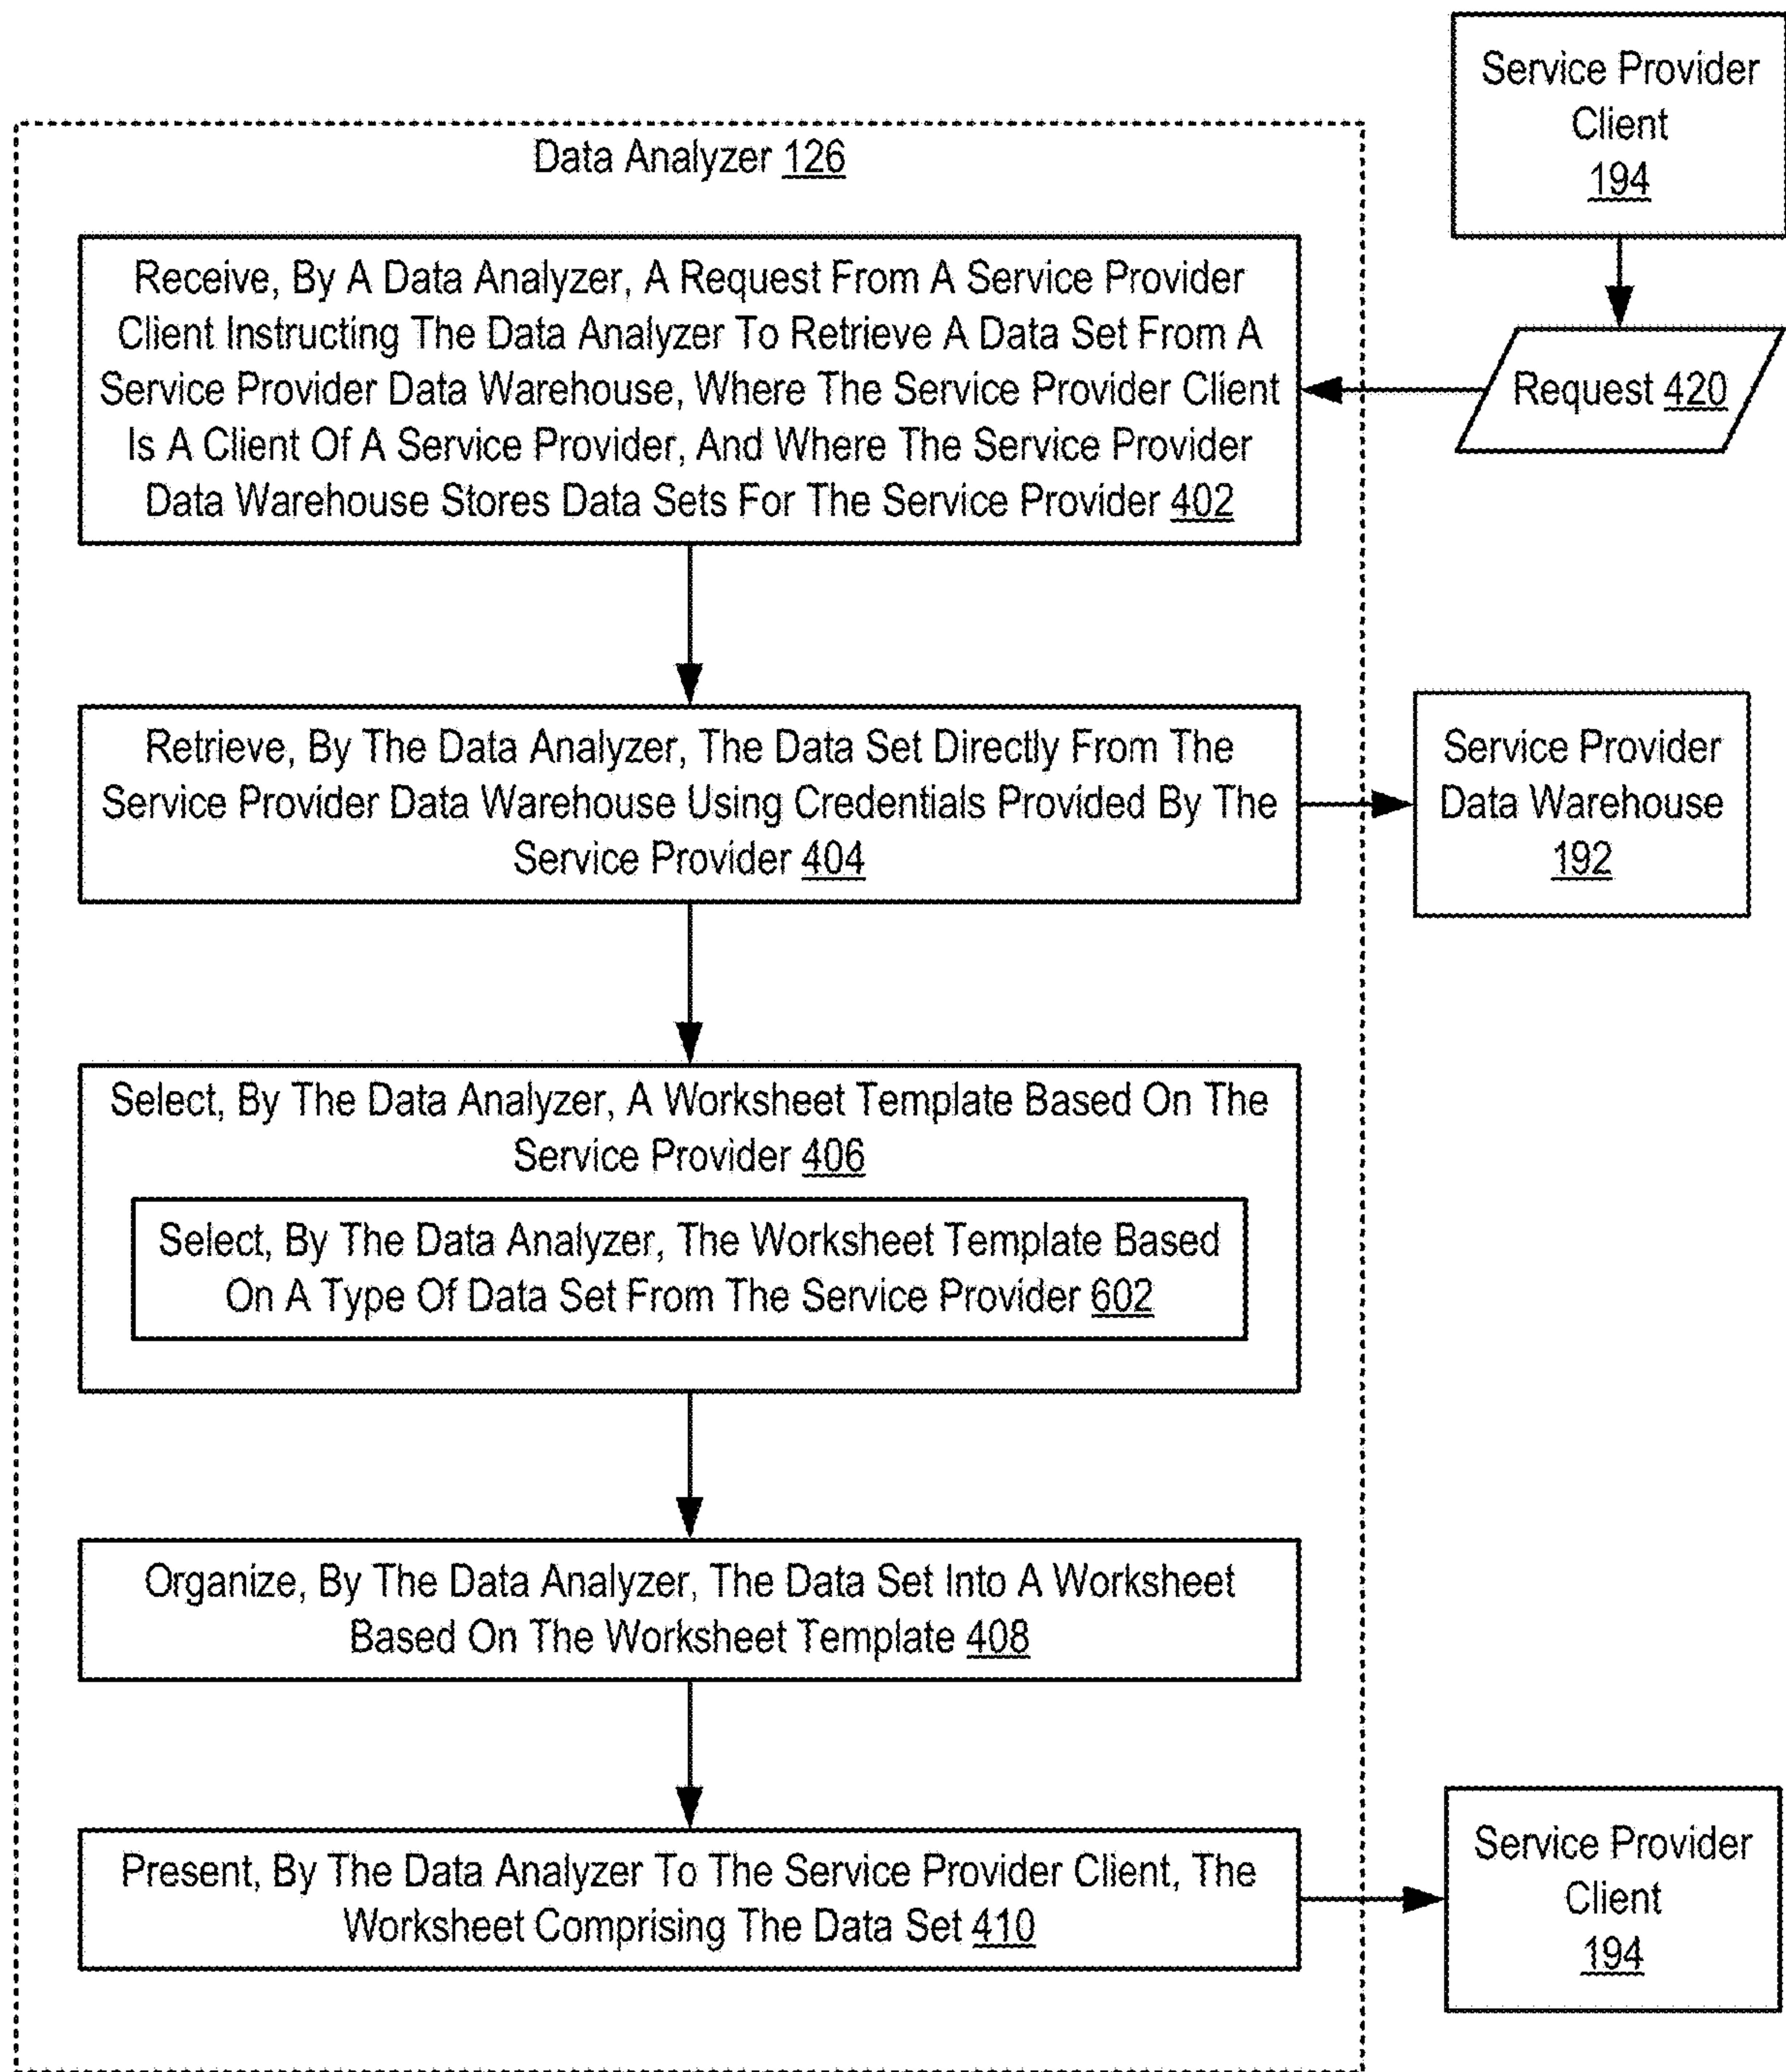 Service Provider
Client
194
Data Analyzer 126
Receive, By A Data Analyzer, A Request From A Service Provider
Client Instructing The Data Analyzer To Retrieve A Data Set From A
Service Provider Data Warehouse, Where The Service Provider Client
Is A Client Of A Service Provider, And Where The Service Provider
Data Warehouse Stores Data Sets For The Service Provider 402
Request 420
Retrieve, By The Data Analyzer, The Data Set Directly From The
Service Provider Data Warehouse Using Credentials Provided By The
Service Provider 404
Service Provider
Data Warehouse
192
Select, By The Data Analyzer, A Worksheet Template Based On The
Service Provider 406
Select, By The Data Analyzer, The Worksheet Template Based
On A Type Of Data Set From The Service Provider 602
Organize, By The Data Analyzer, The Data Set Into A Worksheet
Based On The Worksheet Template 408
Present, By The Data Analyzer To The Service Provider Client, The
Worksheet Comprising The Data Set 410
Service Provider
Client
194